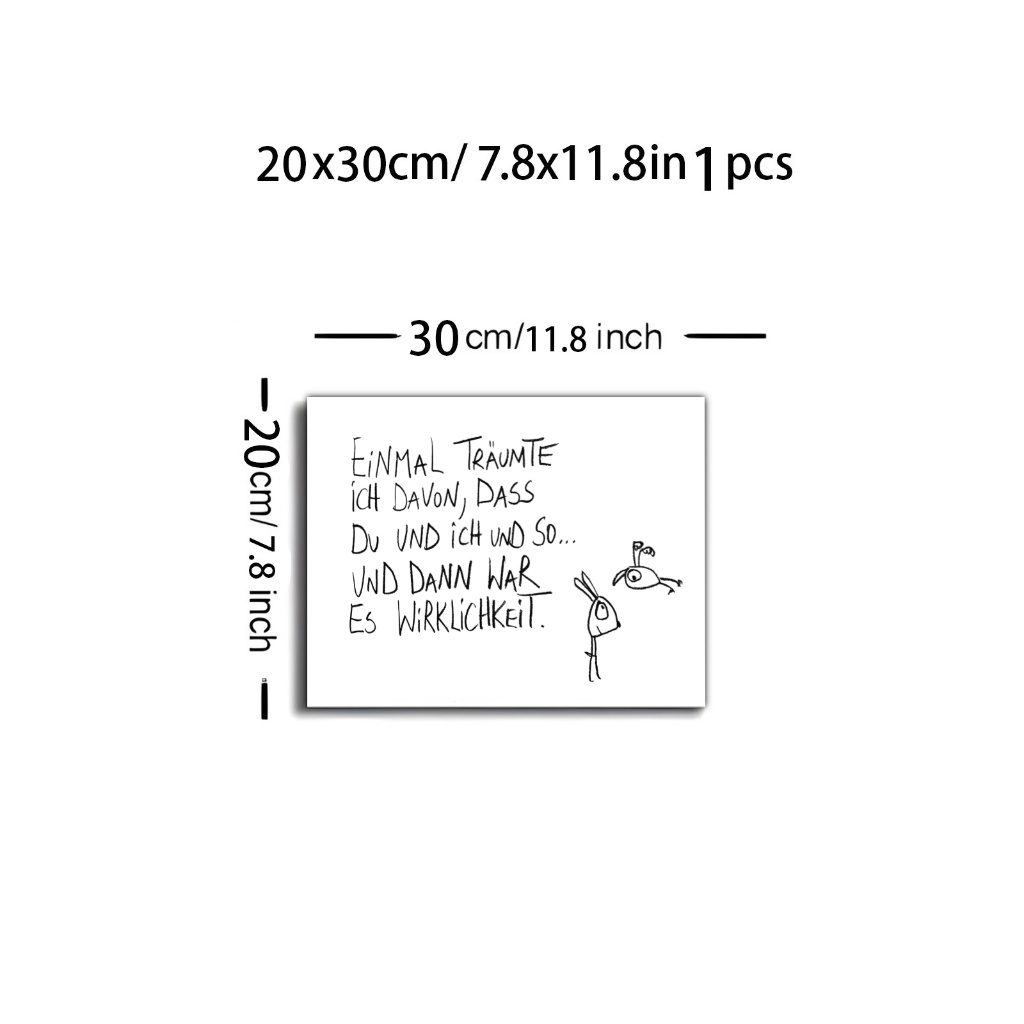 20x30cm/ 7.8x11.8in 1 pcs
30 cm/11.8 inch
20cm/ 7.8 inch
EiNMAL TRÄUMTE
iCH DAVON, DASS
DU UND iCH UND SO...
UND DANN WAR
ES WiRKLiCHKEiT.